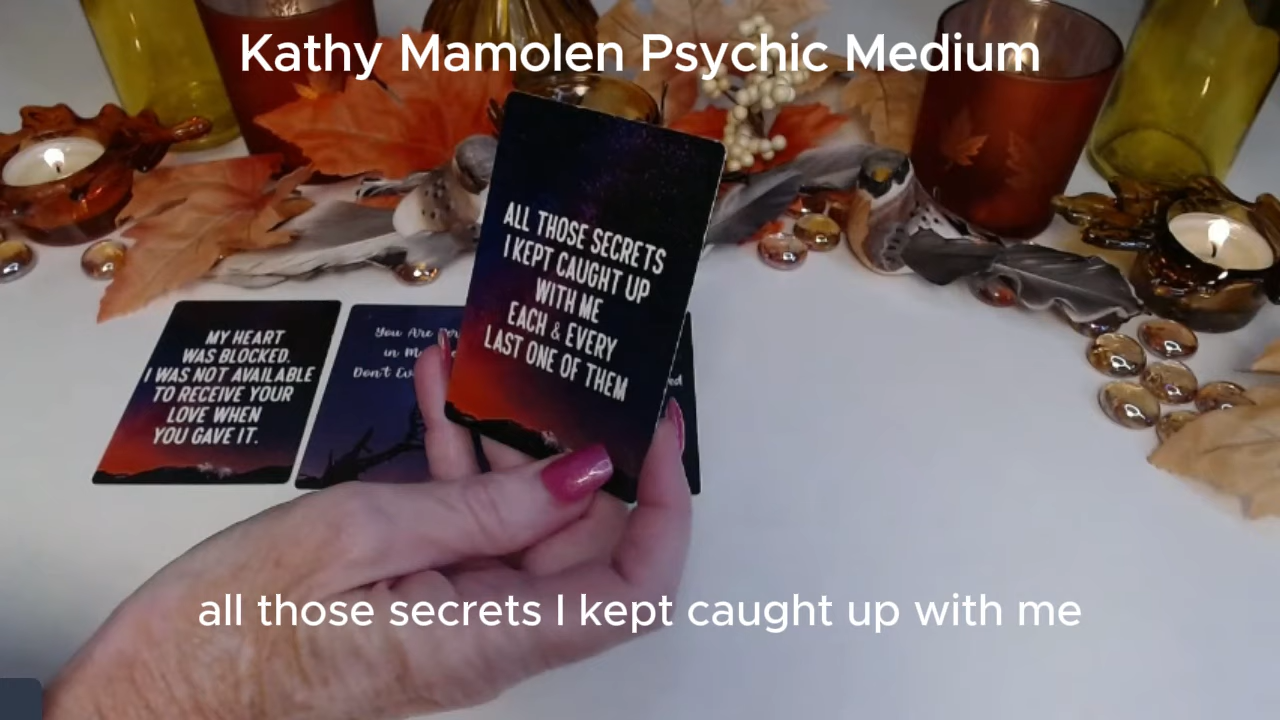 Kathy Mamolen Psychic Medium
ALL THOSE SECRETS
I KEPT CAUGHT UP
WITH ME
EACH & EVERY
LAST ONE OF THEM
MY HEART
WAS BLOCKED.
I WAS NOT AVAILABLE
TO RECEIVE YOUR
LOVE WHEN
YOU GAVE IT.
You Are
in
Don't
all those secrets I kept caught up with me